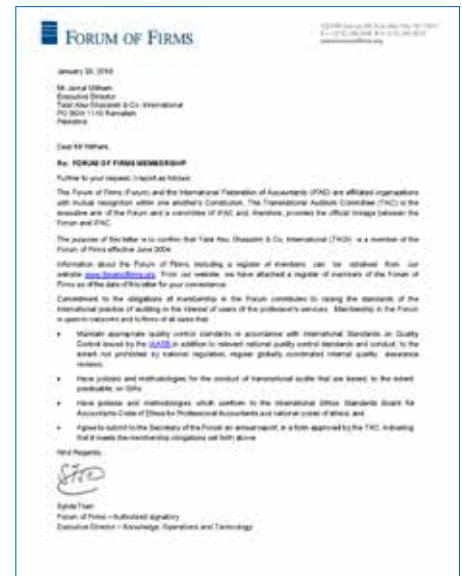 FORUM OF FIRMS
January 20, 2016
Executive Director
Talal Abu-Ghazaleh & Co. International
PO BOX 1110 Ramallah
Palestine
Dear Mr
Re: FORUM OF FIRMS MEMBERSHIP
Further to your request, I report as follows:
The Forum of Firms (Forum) and the International Federation of Accountants (IFAC) are affiliated organizations
with mutual recognition within one another's Constitution. The Transnational Auditors Committee (TAC) is the
executive arm of the Forum and a committee of IFAC and, therefore, provides the official linkage between the
Forum and IFAC.
The purpose of this letter is to confirm that Talal Abu Ghazaleh & Co. International (TAGI) is a member of the
Forum of Firms effective June 2004.
Information about the Forum of Firms including a register of members can be obtained from our
website www.forumoffirms.org. From our website, we have attached a register of members of the Forum of
Firms as of the date of this letter for your convenience.
Commitment to the obligations of membership in the Forum contributes to raising the standards of the
international practice of auditing in the interest of users of the profession's services. Membership in the Forum
is open to networks and to firms of all sizes that:
• Maintain appropriate quality control standards in accordance with International Standards on Quality
Control issued by the IAASB in addition to relevant national quality control standards and conduct, to the
extent not prohibited by national regulation, regular globally coordinated internal quality assurance
reviews;
• Have policies and methodologies for the conduct of transnational audits that are based, to the extent
practicable, on ISAs;
• Have policies and methodologies which conform to the International Ethics Standards Board for
Accountants Code of Ethics for Professional Accountants and national codes of ethics; and
• Agree to submit to the Secretary of the Forum an annual report, in a form approved by the TAC, indicating
that it meets the membership obligations set forth above.
Kind Regards,
Sylvia Tsen
Forum of Firms – Authorized signatory
Executive Director – Knowledge, Operations and Technology